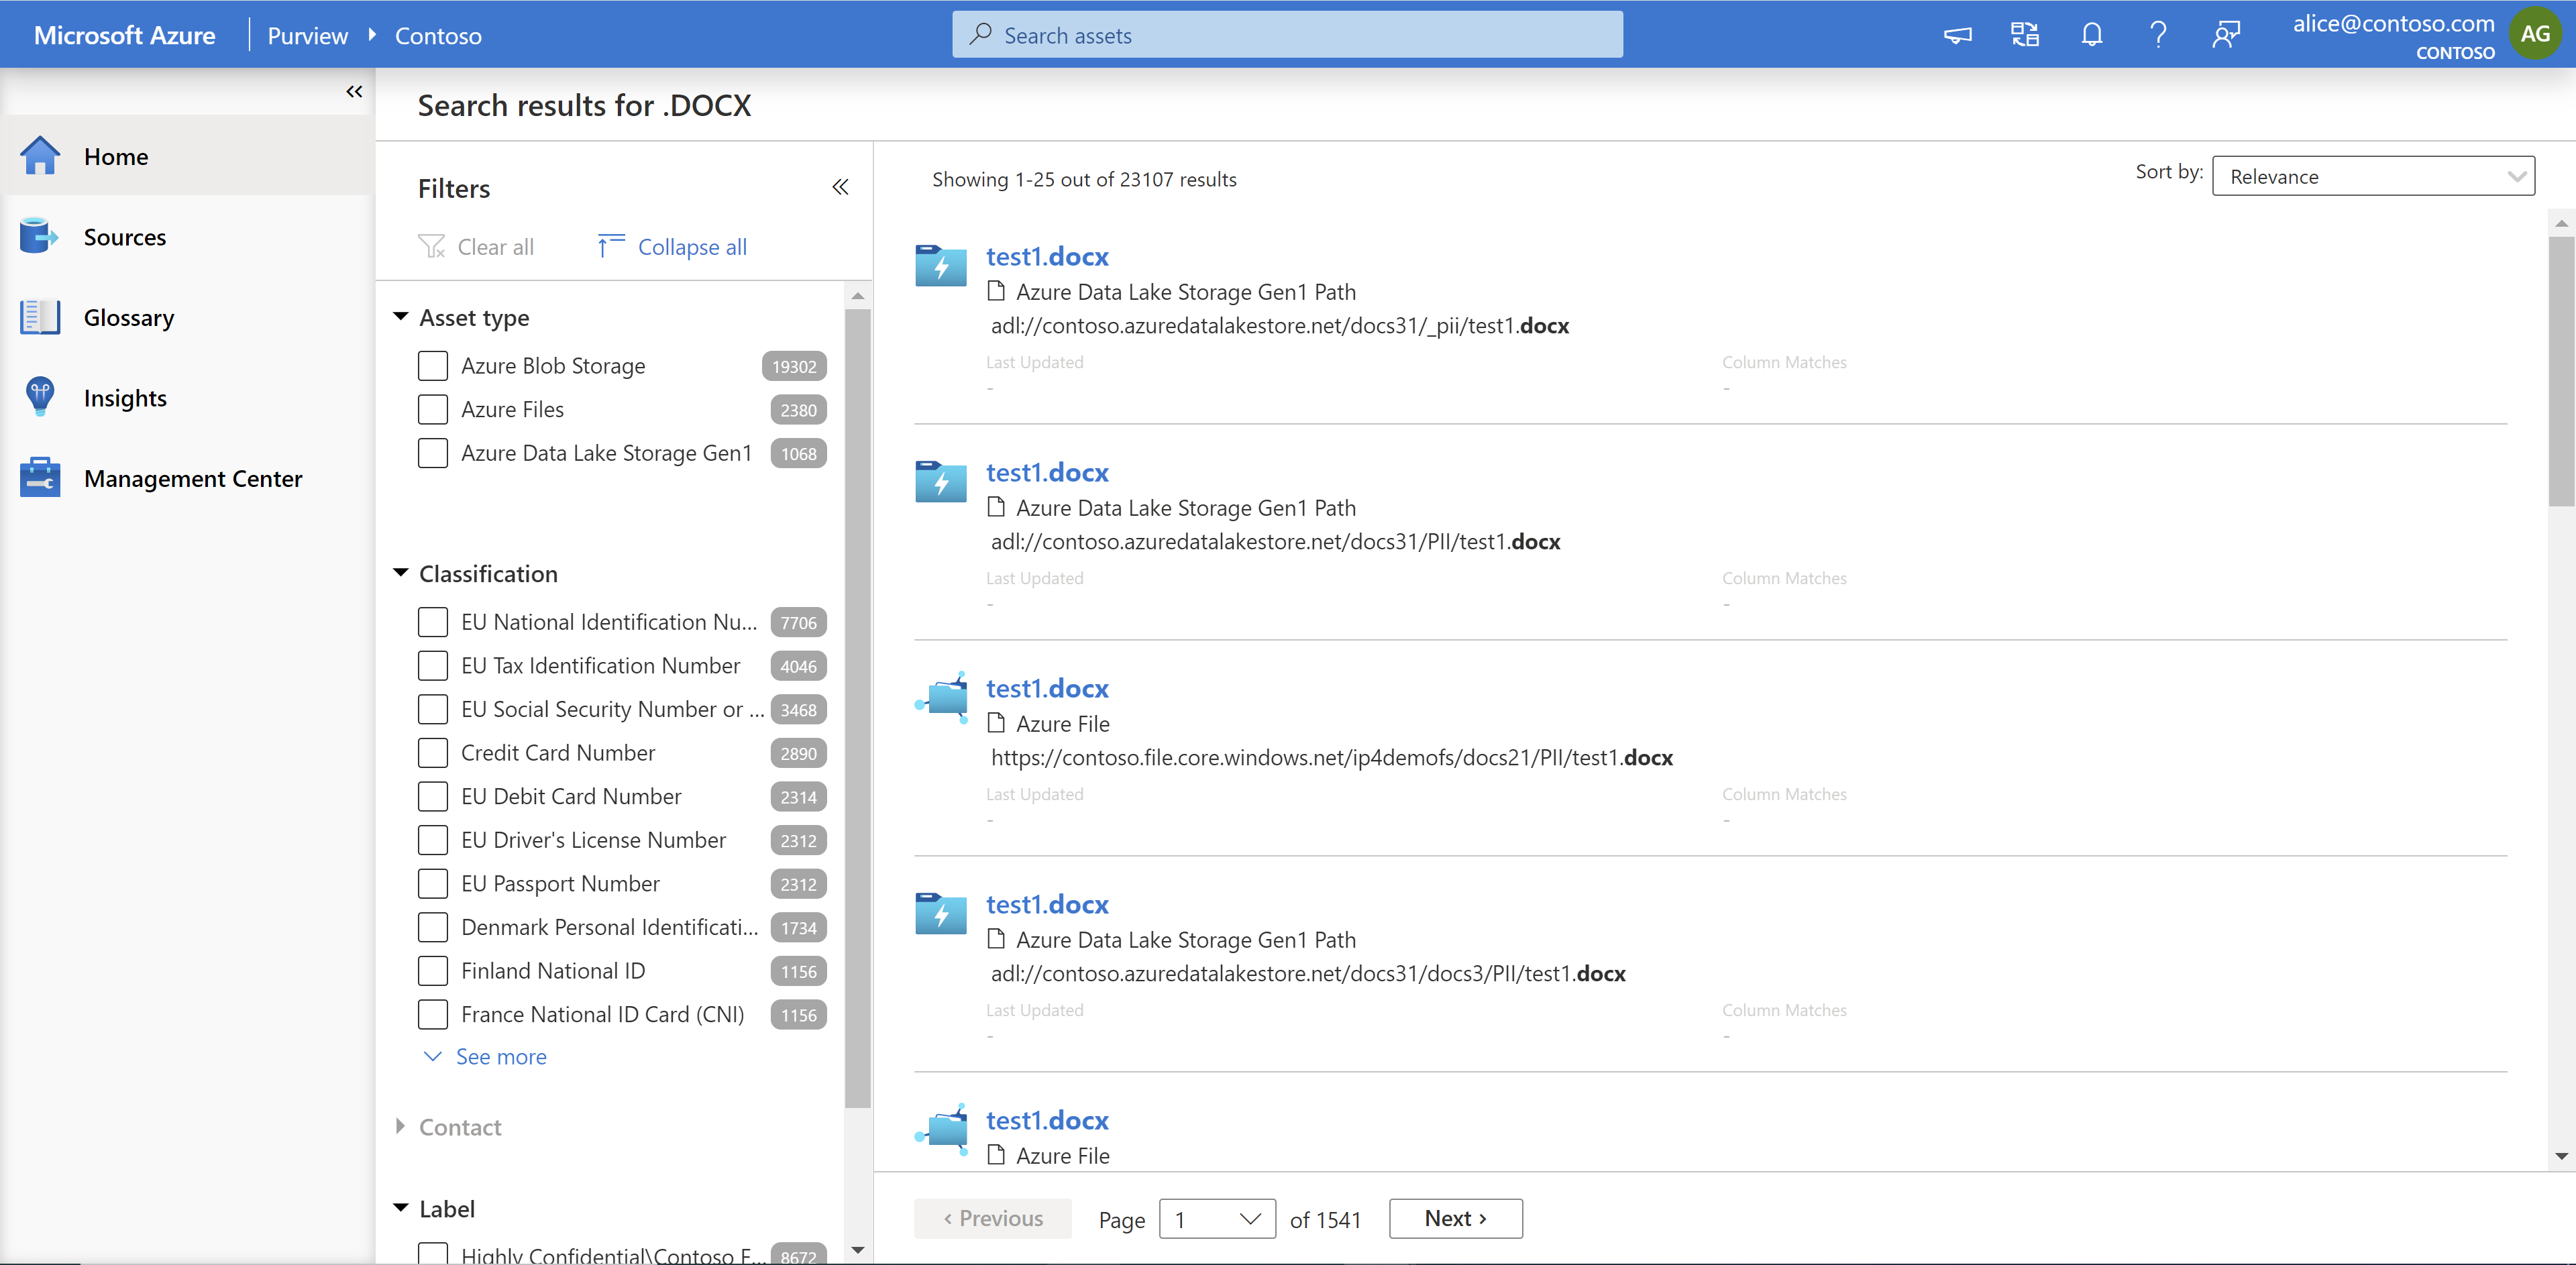 Microsoft Azure
Purview
Contoso
Search assets
alice@contoso.com
CONTOSO
AG
Home
Sources
Glossary
Insights
Management Center
Search results for .DOCX
Filters
Clear all
Collapse all
Asset type
Azure Blob Storage 19302
Azure Files 2380
Azure Data Lake Storage Gen1 1068
Classification
EU National Identification Nu... 7706
EU Tax Identification Number 4046
EU Social Security Number or ... 3468
Credit Card Number 2890
EU Debit Card Number 2314
EU Driver's License Number 2312
EU Passport Number 2312
Denmark Personal Identificati... 1734
Finland National ID 1156
France National ID Card (CNI) 1156
See more
Contact
Label
Highly Confidential\Contoso F... 8672
Showing 1-25 out of 23107 results
Sort by: Relevance
test1.docx
Azure Data Lake Storage Gen1 Path
adl://contoso.azuredatalakestore.net/docs31/_pii/test1.docx
Last Updated Column Matches
- -
test1.docx
Azure Data Lake Storage Gen1 Path
adl://contoso.azuredatalakestore.net/docs31/PII/test1.docx
Last Updated Column Matches
- -
test1.docx
Azure File
https://contoso.file.core.windows.net/ip4demofs/docs21/PII/test1.docx
Last Updated Column Matches
- -
test1.docx
Azure Data Lake Storage Gen1 Path
adl://contoso.azuredatalakestore.net/docs31/docs3/PII/test1.docx
Last Updated Column Matches
- -
test1.docx
Azure File
‹ Previous Page 1 of 1541 Next ›